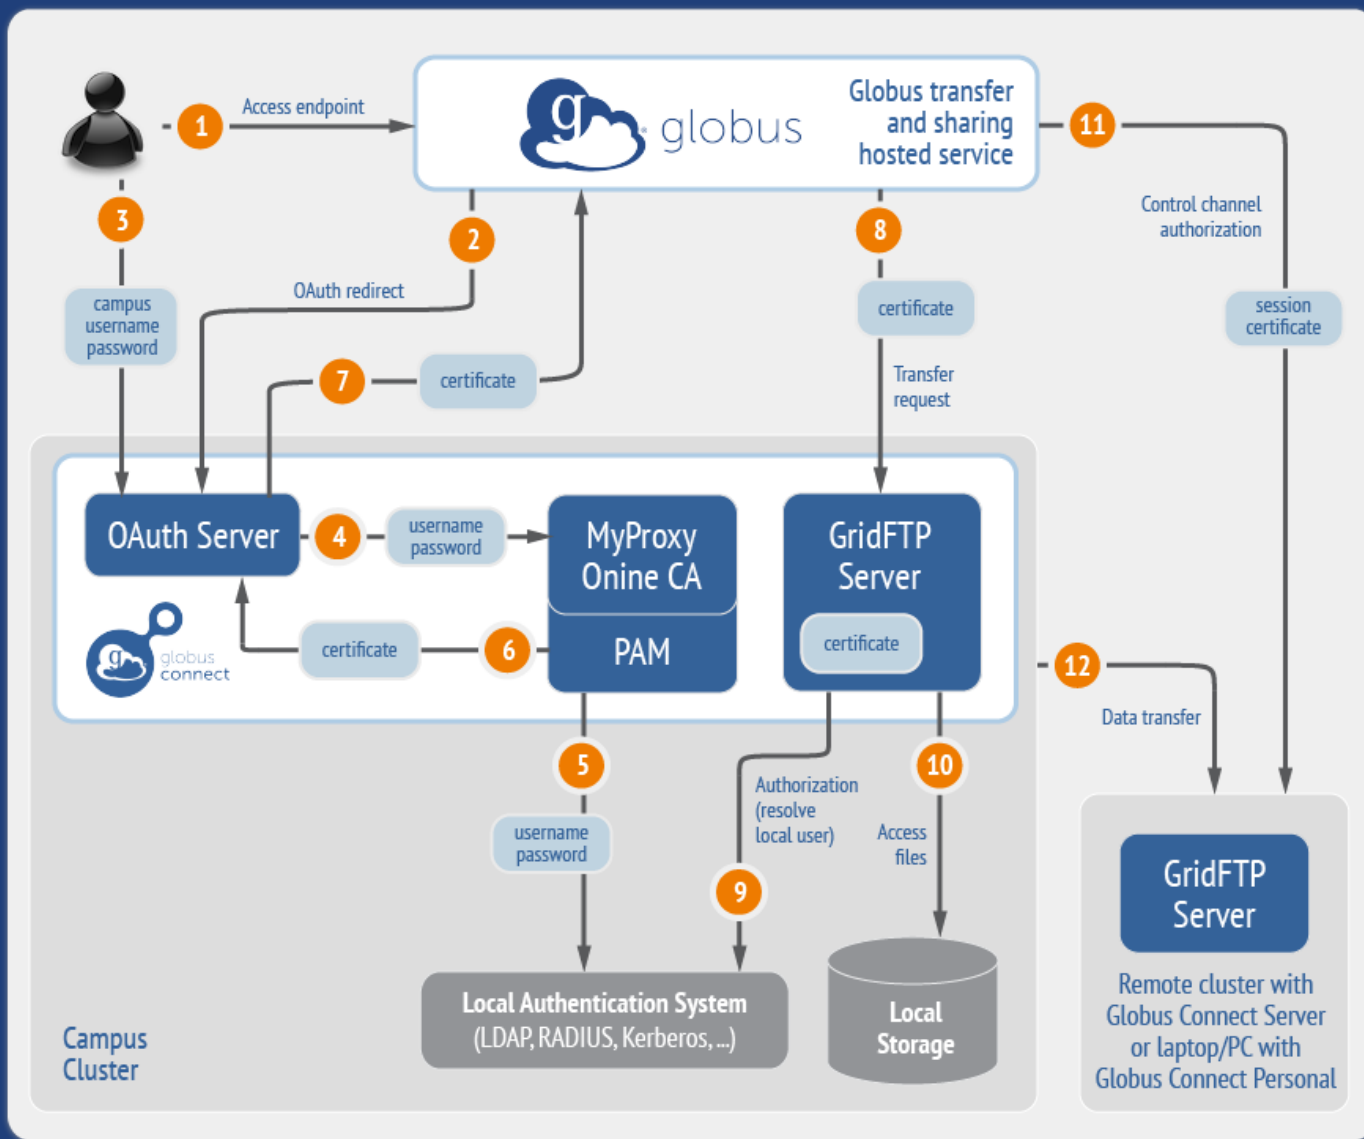 1
Access endpoint
g
globus
Globus transfer
and sharing
hosted service
11
3
2
8
Control channel
authorization
campus
username
password
OAuth redirect
certificate
session
certificate
7
certificate
Transfer
request
OAuth Server
4
username
password
MyProxy
Onine CA
GridFTP
Server
g
globus
connect
certificate
6
PAM
certificate
12
Data transfer
5
10
Authorization
(resolve
local user)
username
password
Access
files
9
GridFTP
Server
Local Authentication System
(LDAP, RADIUS, Kerberos, ...)
Local
Storage
Remote cluster with
Globus Connect Server
or laptop/PC with
Globus Connect Personal
Campus
Cluster